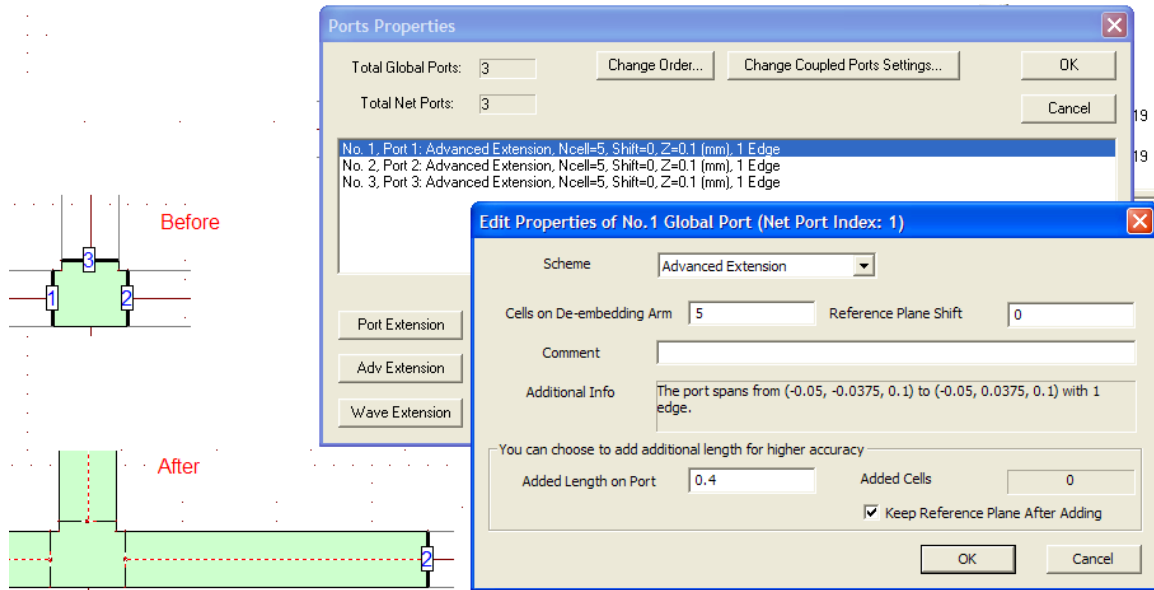 Ports Properties
Total Global Ports: 3 Change Order... Change Coupled Ports Settings... OK
Total Net Ports: 3 Cancel
19
No. 1, Port 1: Advanced Extension, Ncell=5, Shift=0, Z=0.1 (mm), 1 Edge 19
No. 2, Port 2: Advanced Extension, Ncell=5, Shift=0, Z=0.1 (mm), 1 Edge
No. 3, Port 3: Advanced Extension, Ncell=5, Shift=0, Z=0.1 (mm), 1 Edge
Before
3
1 2
Edit Properties of No.1 Global Port (Net Port Index: 1)
Scheme Advanced Extension
Port Extension
Cells on De-embedding Arm 5 Reference Plane Shift 0
Adv Extension
Comment
Wave Extension
Additional Info The port spans from (-0.05, -0.0375, 0.1) to (-0.05, 0.0375, 0.1) with 1
edge.
You can choose to add additional length for higher accuracy
After
Added Length on Port 0.4 Added Cells 0
Keep Reference Plane After Adding
2
OK Cancel